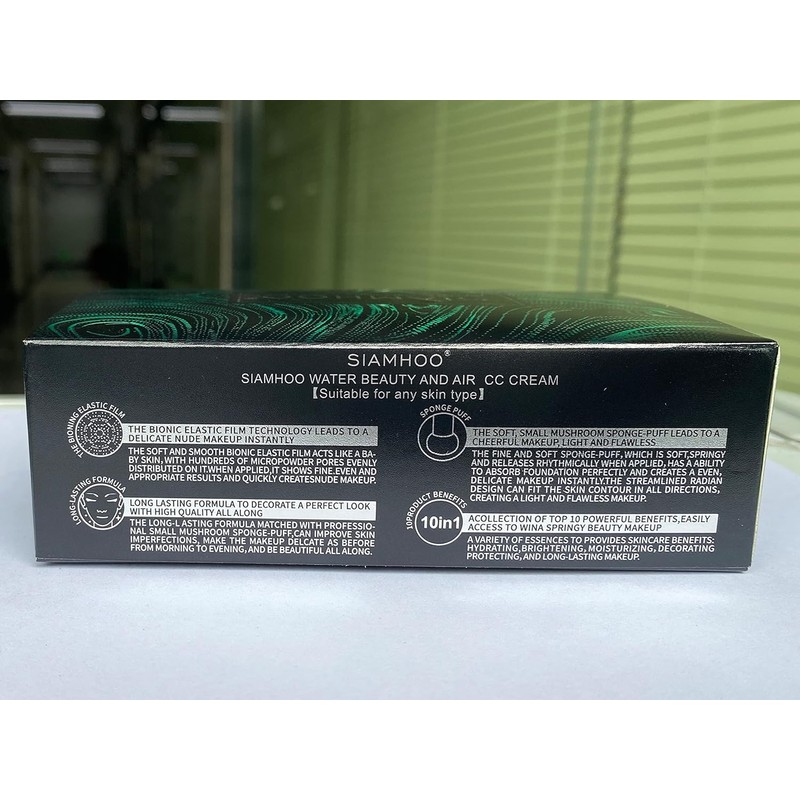 SIAMHOO®
SIAMHOO WATER BEAUTY AND AIR CC CREAM
【Suitable for any skin type】
THE BIONING ELASTIC FILM
THE BIONIC ELASTIC FILM TECHNOLOGY LEADS TO A
DELICATE NUDE MAKEUP INSTANTLY
THE SOFT AND SMOOTH BIONIC ELASTIC FILM ACTS LIKE A BA-
BY SKIN, WITH HUNDREDS OF MICROPOWDER PORES EVENLY
DISTRIBUTED ON IT.WHEN APPLIED,IT SHOWS FINE.EVEN AND
APPROPRIATE RESULTS AND QUICKLY CREATESNUDE MAKEUP.
LONG-LASTING FORMULA
LONG LASTING FORMULA TO DECORATE A PERFECT LOOK
WITH HIGH QUALITY ALL ALONG
THE LONG-L ASTING FORMULA MATCHED WITH PROFESSIO-
NAL SMALL MUSHROOM SPONGE-PUFF,CAN IMPROVE SKIN
IMPERFECTIONS, MAKE THE MAKEUP DELCATE AS BEFORE
FROM MORNING TO EVENING, AND BE BEAUTIFUL ALL ALONG.
SPONGE PUFF
THE SOFT, SMALL MUSHROOM SPONGE-PUFF LEADS TO A
CHEERFUL MAKEUP, LIGHT AND FLAWLESS
THE FINE AND SOFT SPONGE-PUFF, WHICH IS SOFT,SPRINGY
AND RELEASES RHYTHMICALLY WHEN APPLIED, HAS A ABILITY
TO ABSORB FOUNDATION PERFECTLY AND CREATES A EVEN,
DELICATE MAKEUP INSTANTLY.THE STREAMLINED RADIAN
DESIGN CAN FIT THE SKIN CONTOUR IN ALL DIRECTIONS,
CREATING A LIGHT AND FLAWLESS MAKEUP.
10PRODUCT BENEFITS
10in1
ACOLLECTION OF TOP 10 POWERFUL BENEFITS,EASILY
ACCESS TO WINA SPRINGY BEAUTY MAKEUP
A VARIETY OF ESSENCES TO PROVIDES SKINCARE BENEFITS:
HYDRATING,BRIGHTENING, MOISTURIZING, DECORATING
PROTECTING, AND LONG-LASTING MAKEUP.